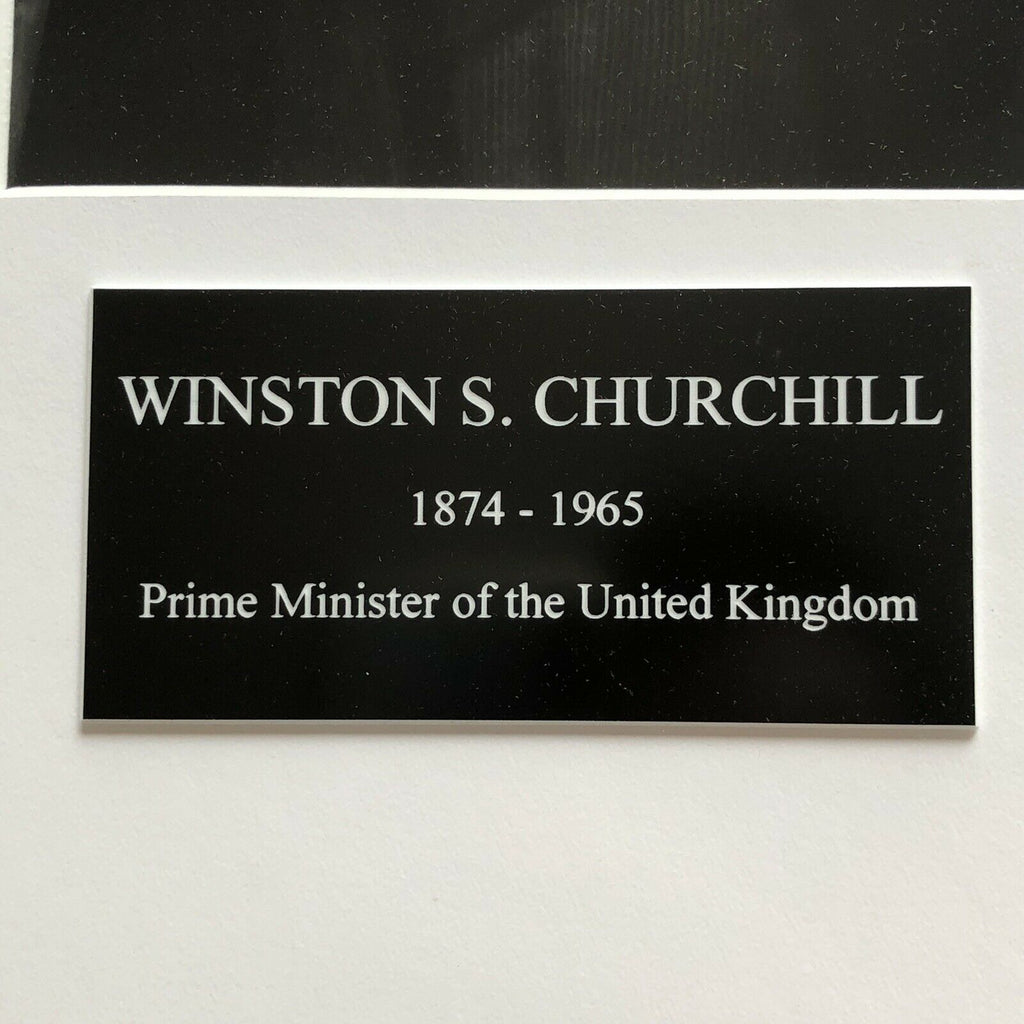 WINSTON S. CHURCHILL
1874 - 1965
Prime Minister of the United Kingdom